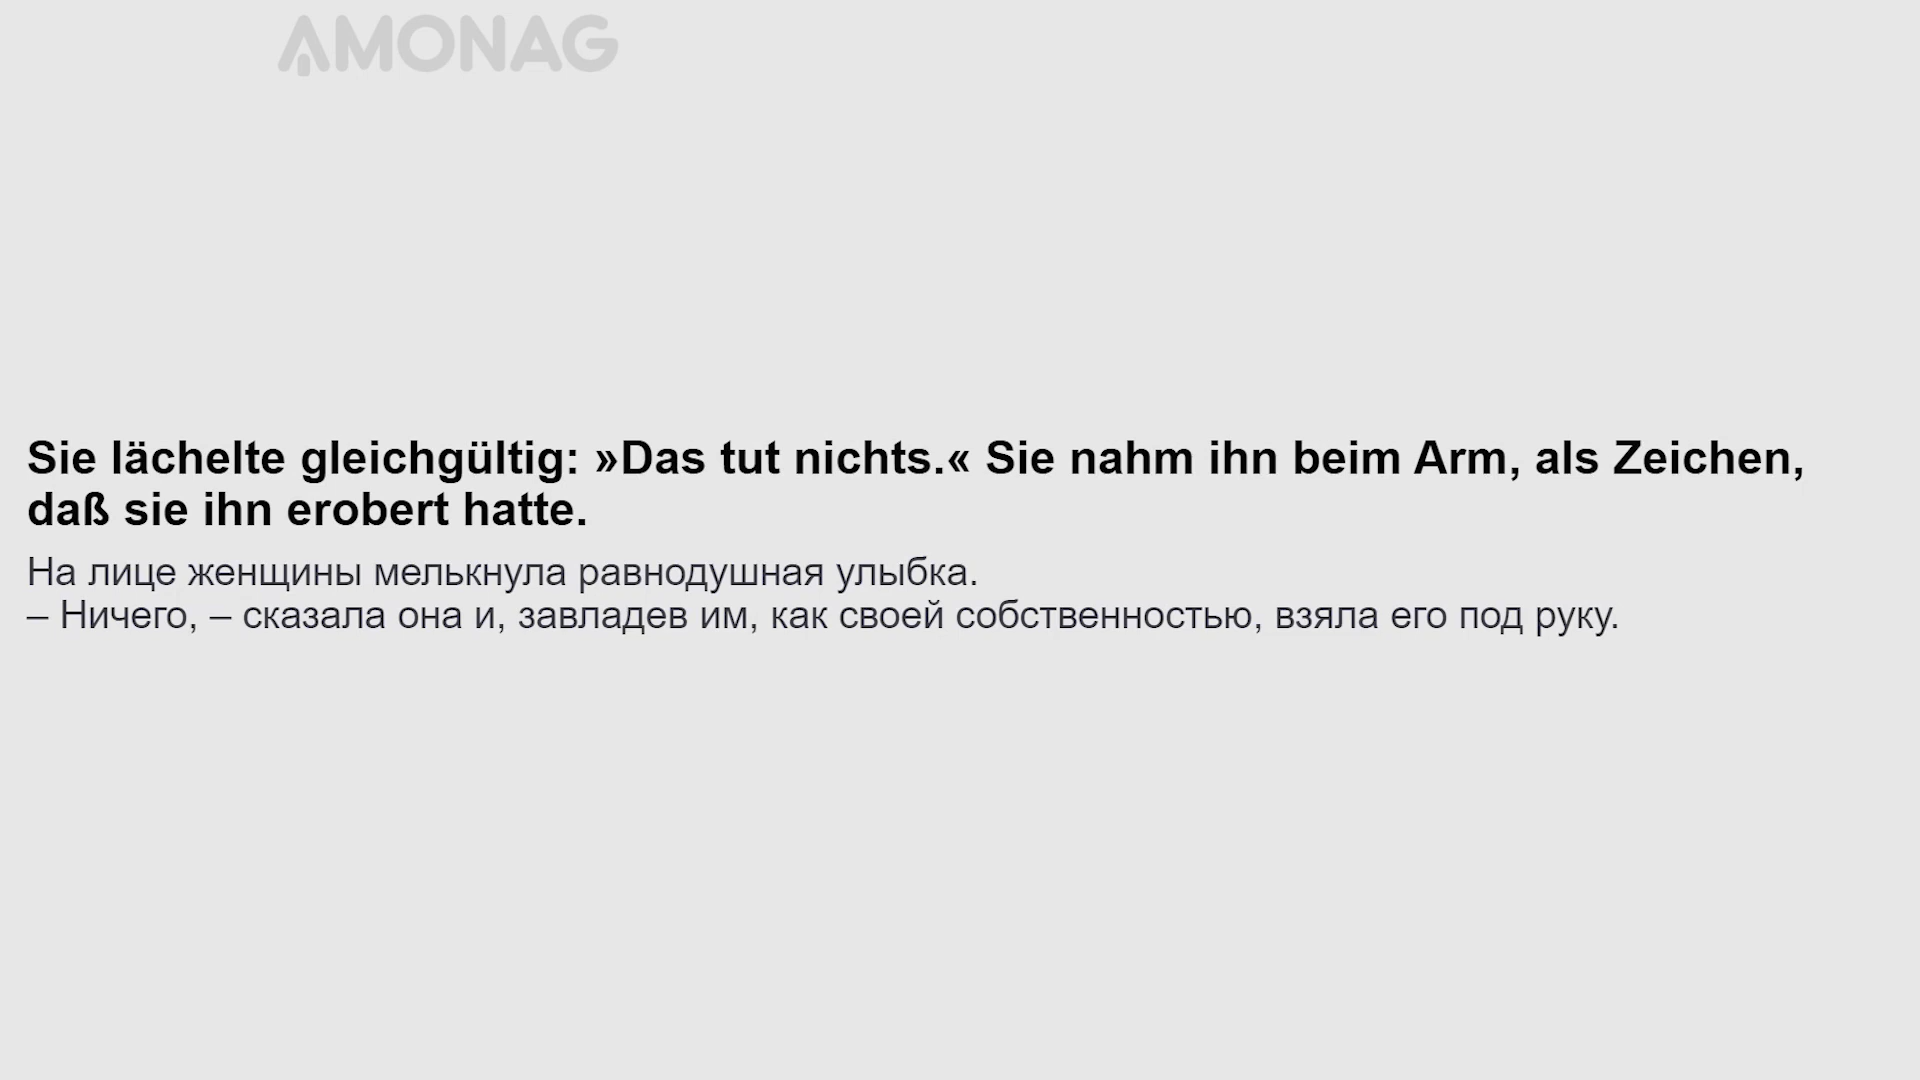 AMONAG
Sie lächelte gleichgültig: »Das tut nichts.« Sie nahm ihn beim Arm, als Zeichen,
daß sie ihn erobert hatte.
На лице женщины мелькнула равнодушная улыбка.
– Ничего, – сказала она и, завладев им, как своей собственностью, взяла его под руку.